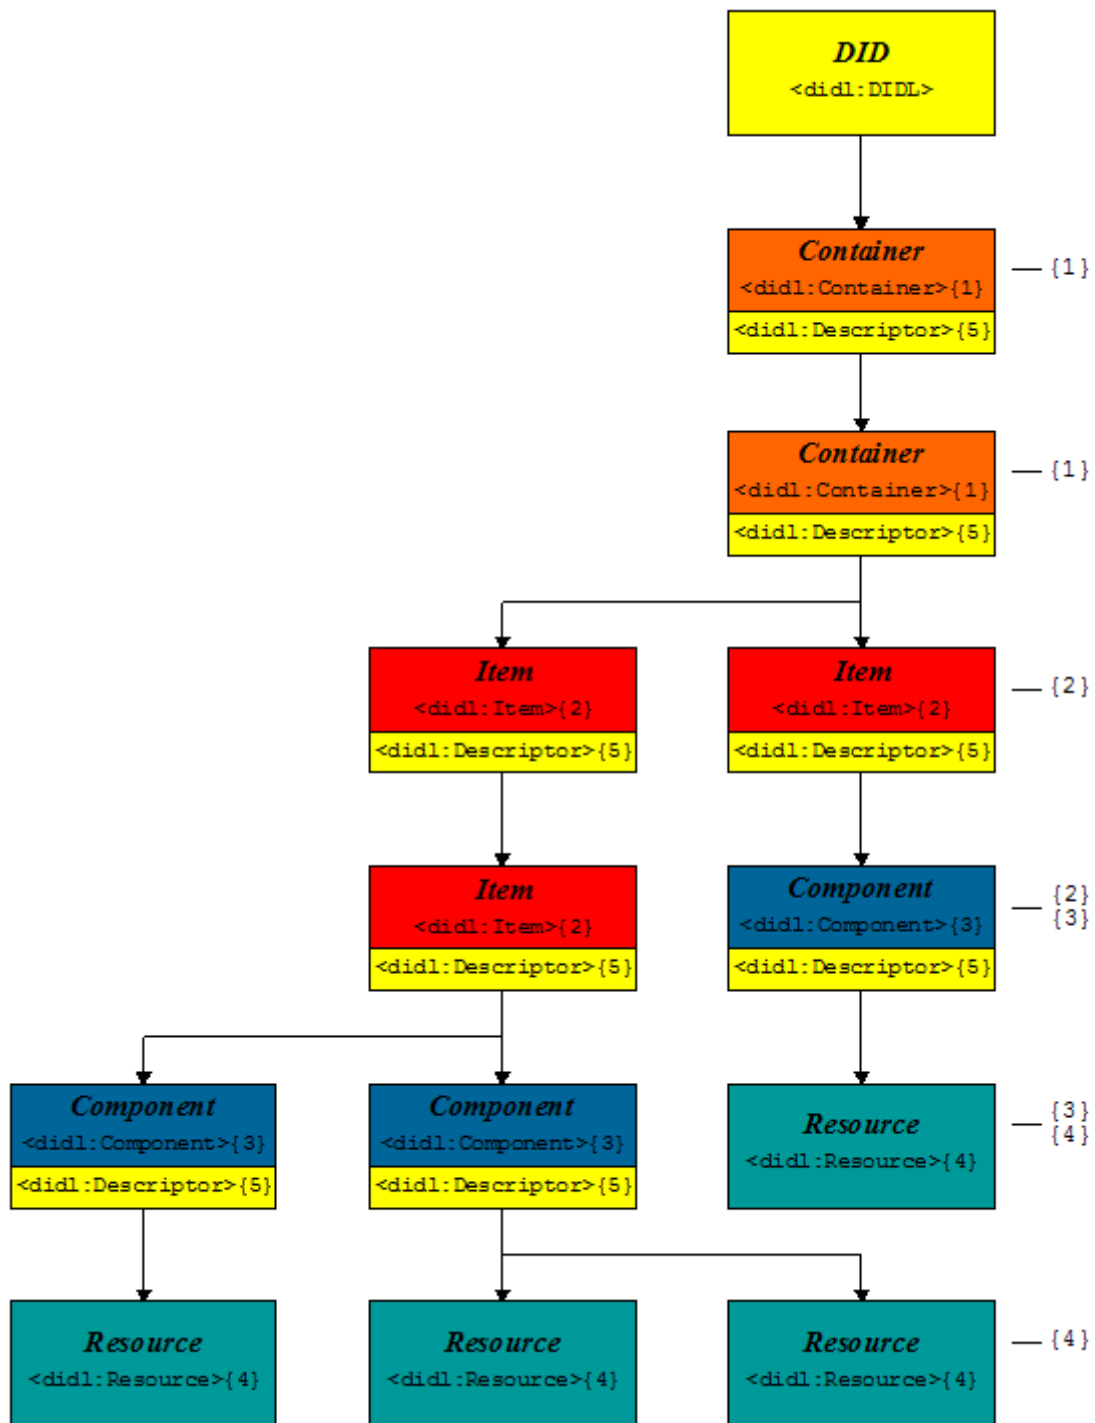 DID
<didl:DIDL>
Container
<didl:Container>{1}
<didl:Descriptor>{5}
{1}
Container
<didl:Container>{1}
<didl:Descriptor>{5}
{1}
Item
<didl:Item>{2}
<didl:Descriptor>{5}
Item
<didl:Item>{2}
<didl:Descriptor>{5}
{2}
Item
<didl:Item>{2}
<didl:Descriptor>{5}
Component
<didl:Component>{3}
<didl:Descriptor>{5}
{2}
{3}
Component
<didl:Component>{3}
<didl:Descriptor>{5}
Component
<didl:Component>{3}
<didl:Descriptor>{5}
Resource
<didl:Resource>{4}
{3}
{4}
Resource
<didl:Resource>{4}
Resource
<didl:Resource>{4}
Resource
<didl:Resource>{4}
{4}